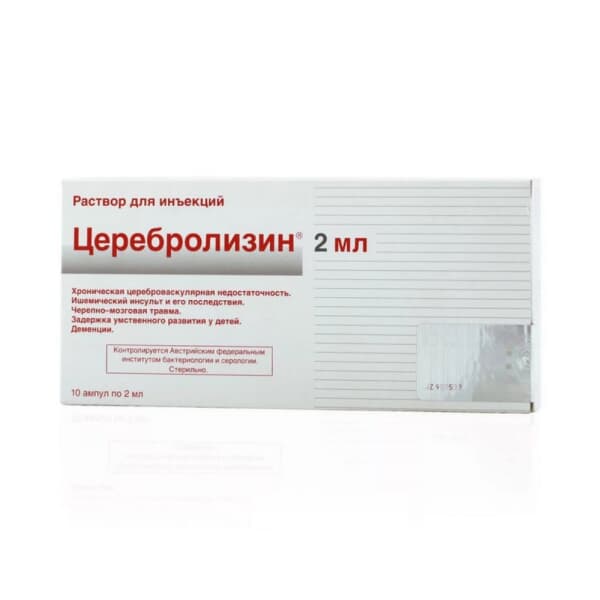 Раствор для инъекций
Церебролизин® 2 мл
Хроническая цереброваскулярная недостаточность.
Ишемический инсульт и его последствия.
Черепно-мозговая травма.
Задержка умственного развития у детей.
Деменции.
Контролируется Австрийским федеральным
институтом бактериологии и серологии.
Стерильно.
10 ампул по 2 мл